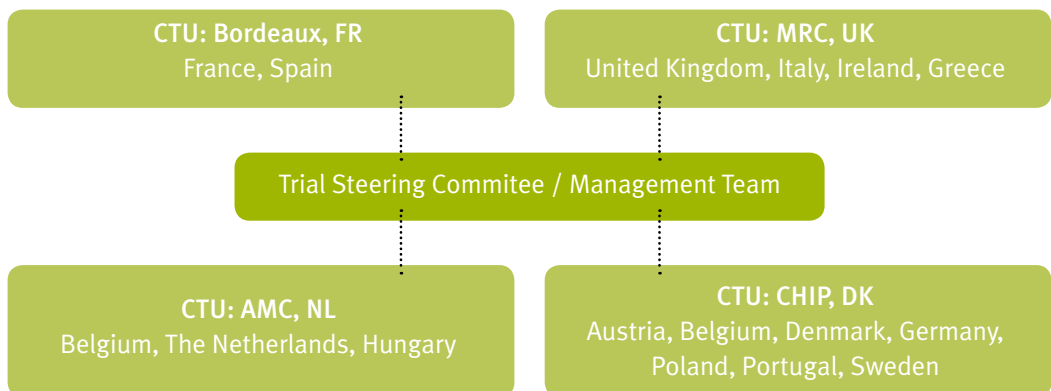 CTU: Bordeaux, FR
France, Spain
CTU: MRC, UK
United Kingdom, Italy, Ireland, Greece
Trial Steering Commitee / Management Team
CTU: AMC, NL
Belgium, The Netherlands, Hungary
CTU: CHIP, DK
Austria, Belgium, Denmark, Germany,
Poland, Portugal, Sweden